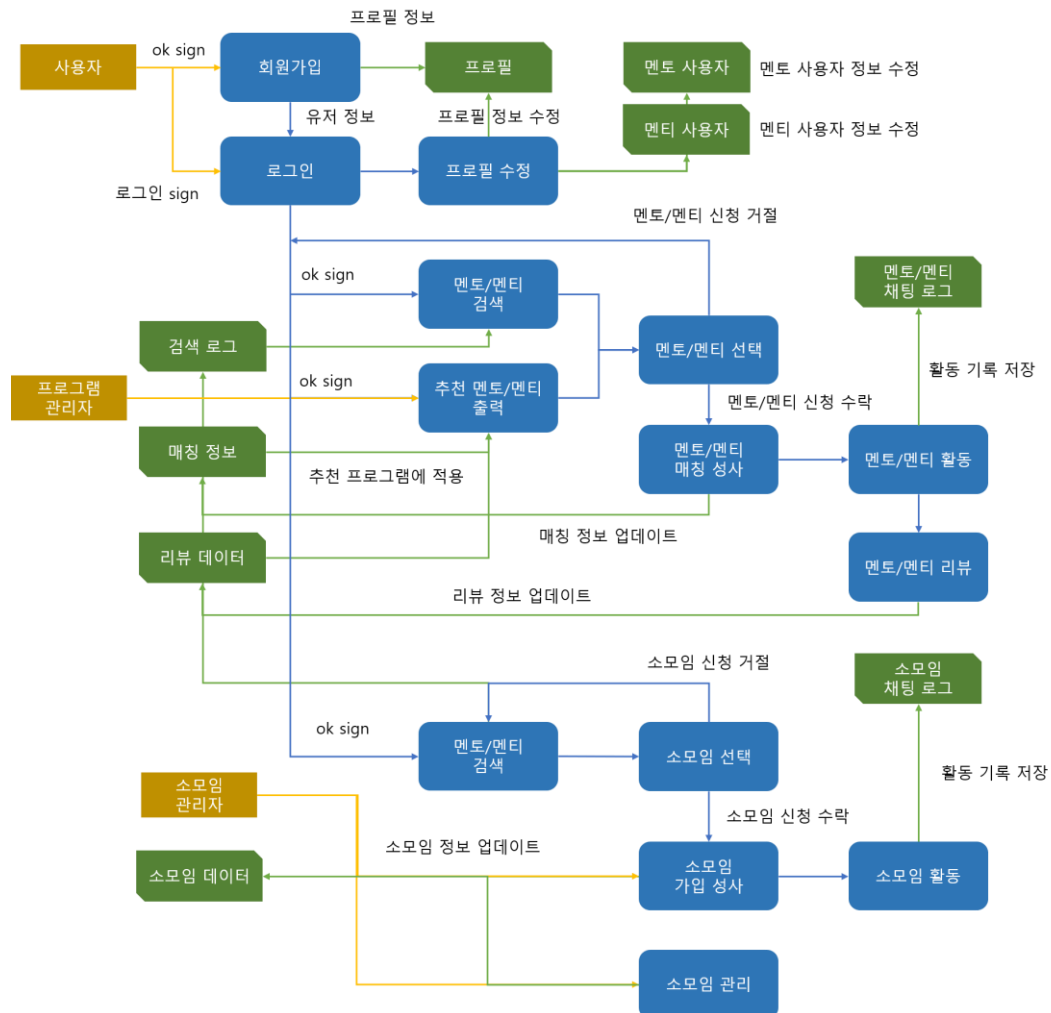 프로필 정보
사용자
ok sign
회원가입
프로필
멘토 사용자
멘토 사용자 정보 수정
유저 정보
프로필 정보 수정
멘티 사용자
멘티 사용자 정보 수정
로그인
프로필 수정
로그인 sign
멘토/멘티 신청 거절
ok sign
멘토/멘티
검색
멘토/멘티
채팅 로그
검색 로그
멘토/멘티 선택
활동 기록 저장
프로그램
관리자
ok sign
추천 멘토/멘티
출력
멘토/멘티 신청 수락
매칭 정보
추천 프로그램에 적용
멘토/멘티
매칭 성사
멘토/멘티 활동
매칭 정보 업데이트
리뷰 데이터
멘토/멘티 리뷰
리뷰 정보 업데이트
소모임 신청 거절
소모임
채팅 로그
ok sign
멘토/멘티
검색
소모임 선택
활동 기록 저장
소모임
관리자
소모임 신청 수락
소모임 정보 업데이트
소모임 데이터
소모임
가입 성사
소모임 활동
소모임 관리